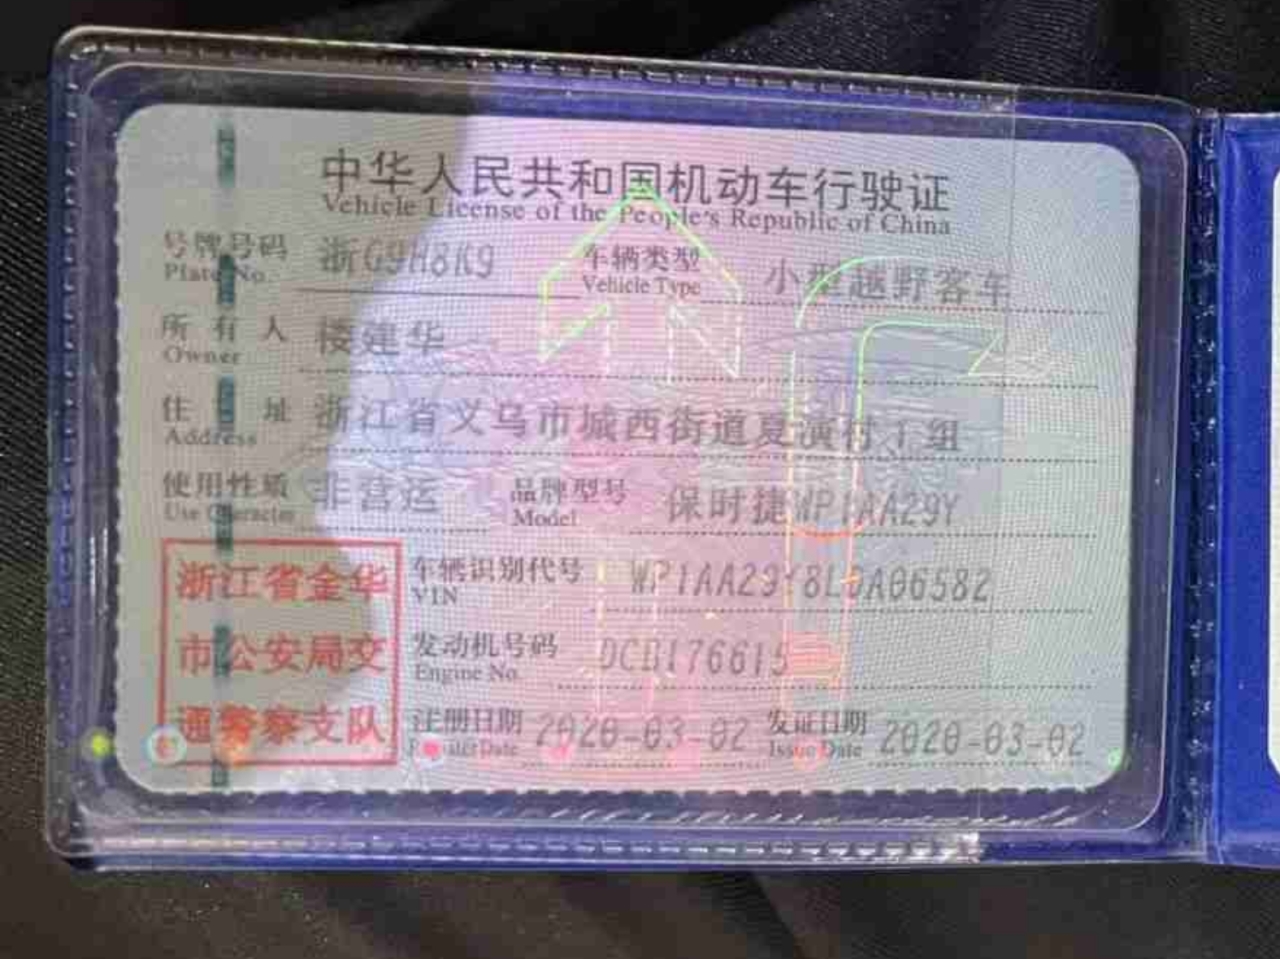 中华人民共和国机动车行驶证
Vehicle License of the People's Republic of China
号牌号码 浙G9H8K9 车辆类型 小型越野客车
Plate No. Vehicle Type
所有人 楼建华
Owner
住址 浙江省义乌市城西街道夏演村1组
Address
使用性质 非营运 品牌型号 保时捷WP1AA29Y
Use Character Model
浙江省金华 车辆识别代号 WP1AA29Y8LDA06582
VIN
市公安局交 发动机号码 DCB176615
Engine No.
通警察支队 注册日期 2020-03-02 发证日期 2020-03-02
Register Date Issue Date